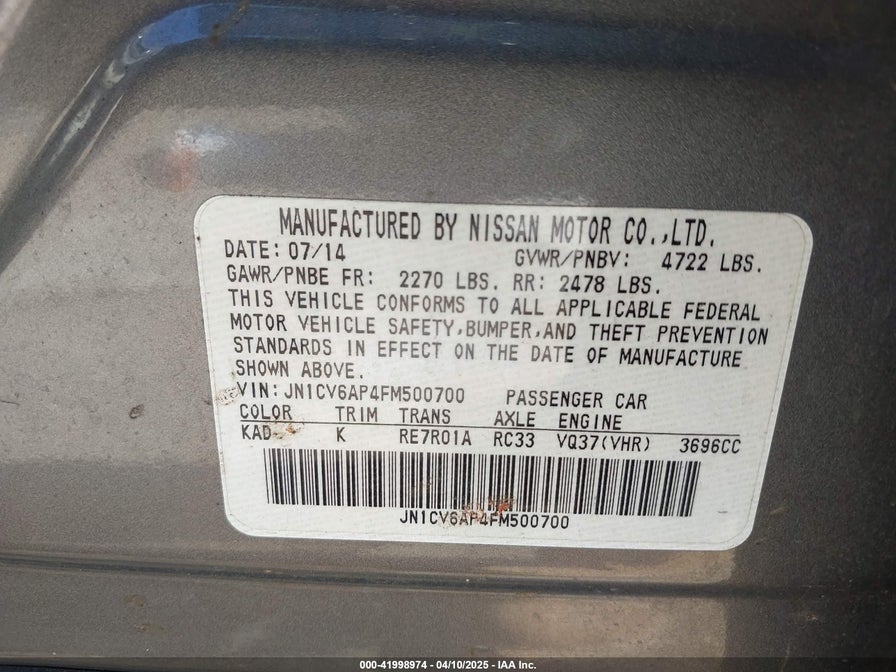 MANUFACTURED BY NISSAN MOTOR CO.,LTD.
DATE: 07/14 GVWR/PNBV: 4722 LBS.
GAWR/PNBE FR: 2270 LBS. RR: 2478 LBS.
THIS VEHICLE CONFORMS TO ALL APPLICABLE FEDERAL
MOTOR VEHICLE SAFETY,BUMPER,AND THEFT PREVENTION
STANDARDS IN EFFECT ON THE DATE OF MANUFACTURE
SHOWN ABOVE.
VIN: JN1CV6AP4FM500700 PASSENGER CAR
COLOR TRIM TRANS AXLE ENGINE
KAD K RE7R01A RC33 VQ37(VHR) 3696CC
JN1CV6AP4FM500700
000-41998974 - 04/10/2025 - IAA Inc.